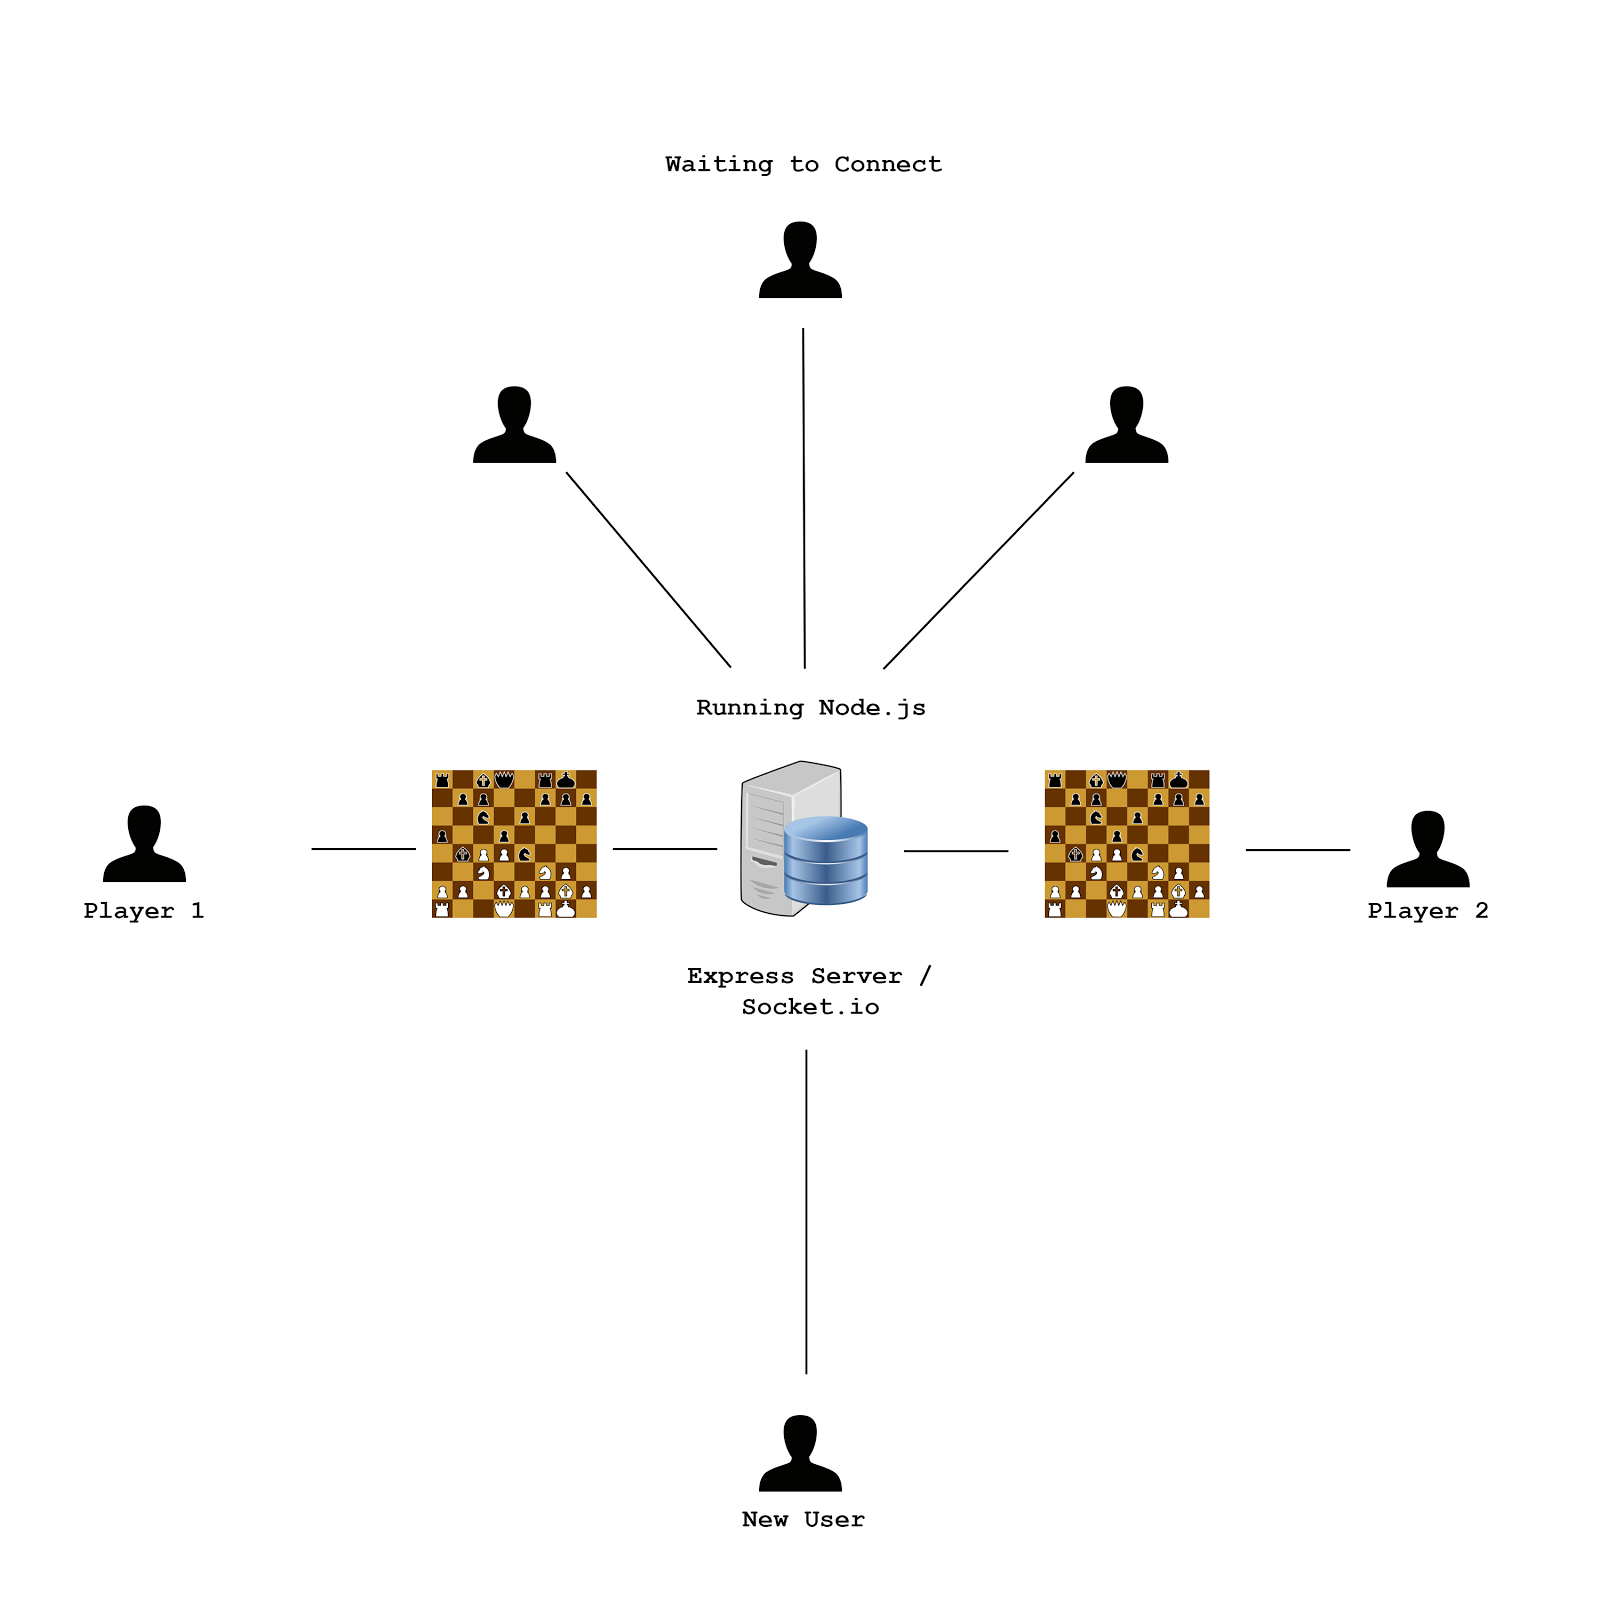 Waiting to Connect
Running Node.js
Player 1
Player 2
Express Server /
Socket.io
New User